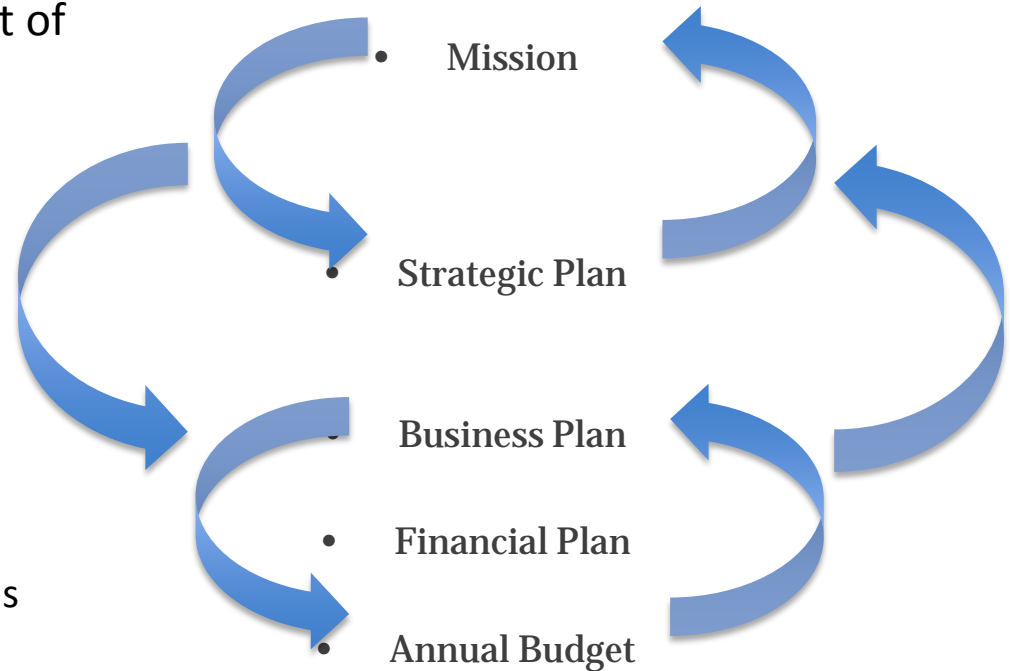 t of
• Mission
• Strategic Plan
• Business Plan
• Financial Plan
s
• Annual Budget